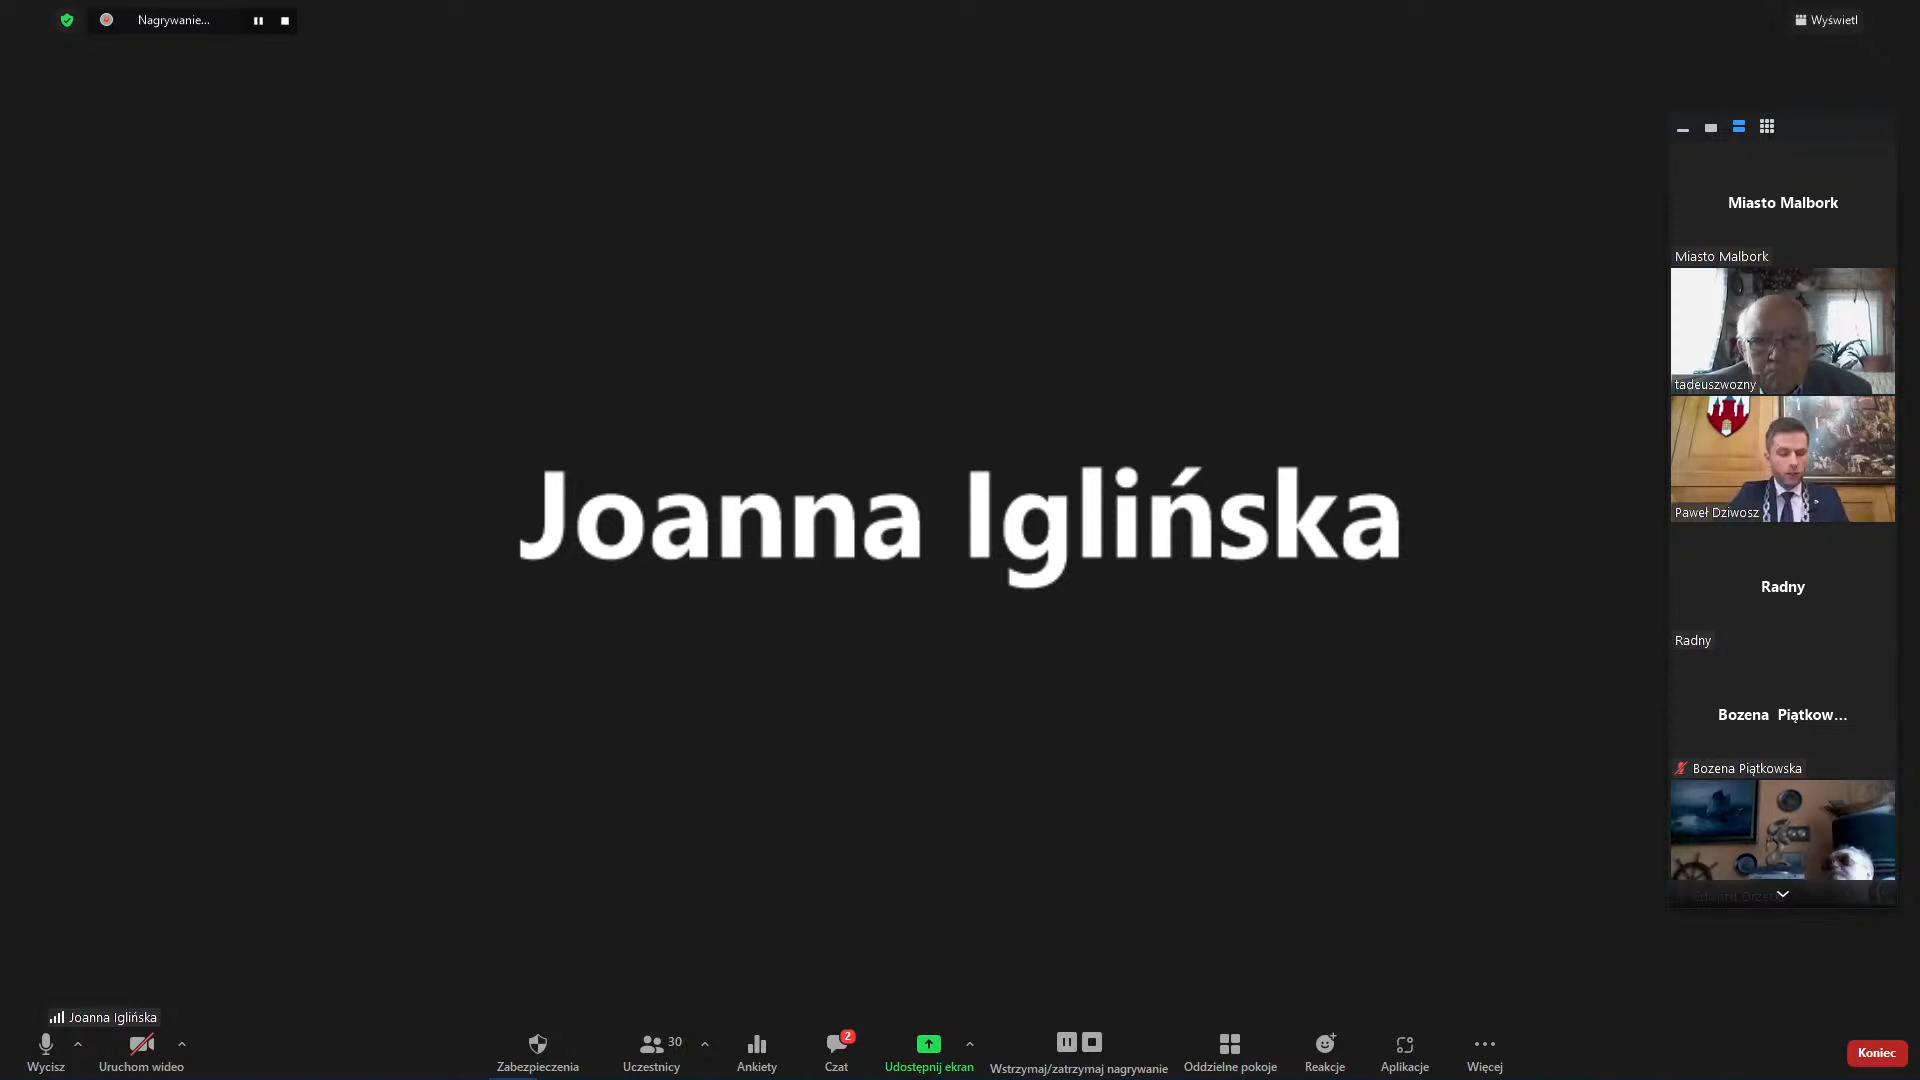 Nagrywanie...
Wyświetl
Miasto Malbork
Miasto Malbork
tadeuszwozny
Paweł Dziwosz
Radny
Radny
Bozena Piątkow...
Bozena Piątkowska
Joanna Iglińska
Joanna Iglińska
Wycisz
Uruchom wideo
Zabezpieczenia
30
Uczestnicy
Ankiety
2
Czat
Udostępnij ekran
Wstrzymaj/zatrzymaj nagrywanie
Oddzielne pokoje
Reakcje
Aplikacje
Więcej
Koniec